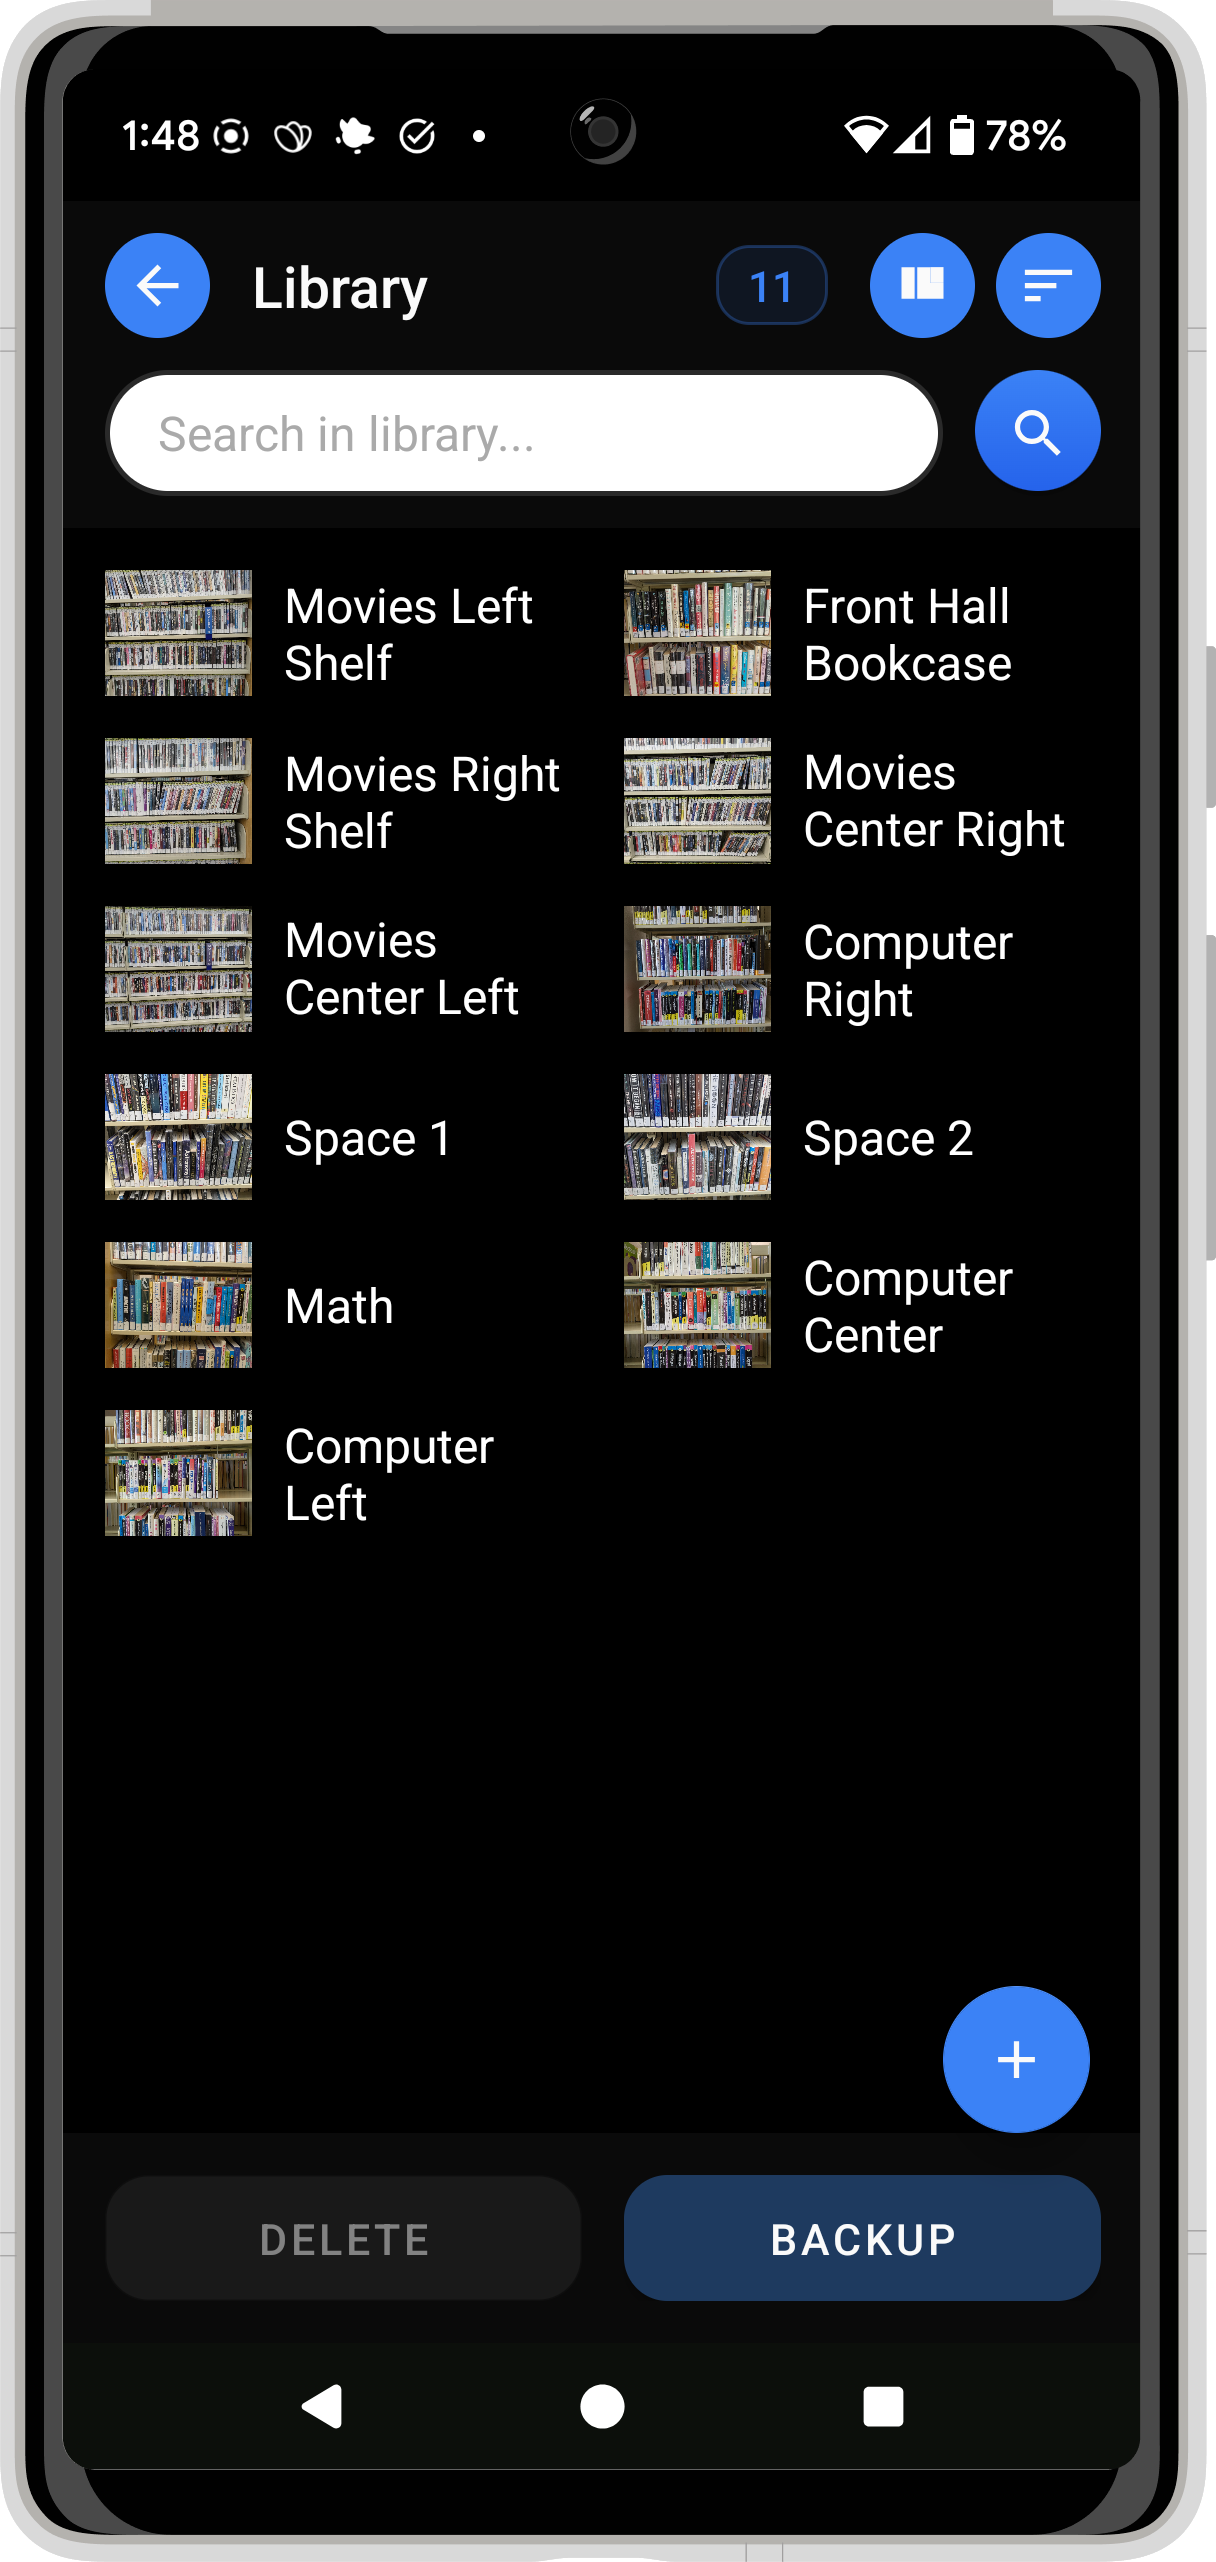 1:48
78%
Library
11
Search in library...
Movies Left
Shelf
Front Hall
Bookcase
Movies Right
Shelf
Movies
Center Right
Movies
Center Left
Computer
Right
Space 1
Space 2
Math
Computer
Center
Computer
Left
DELETE
BACKUP